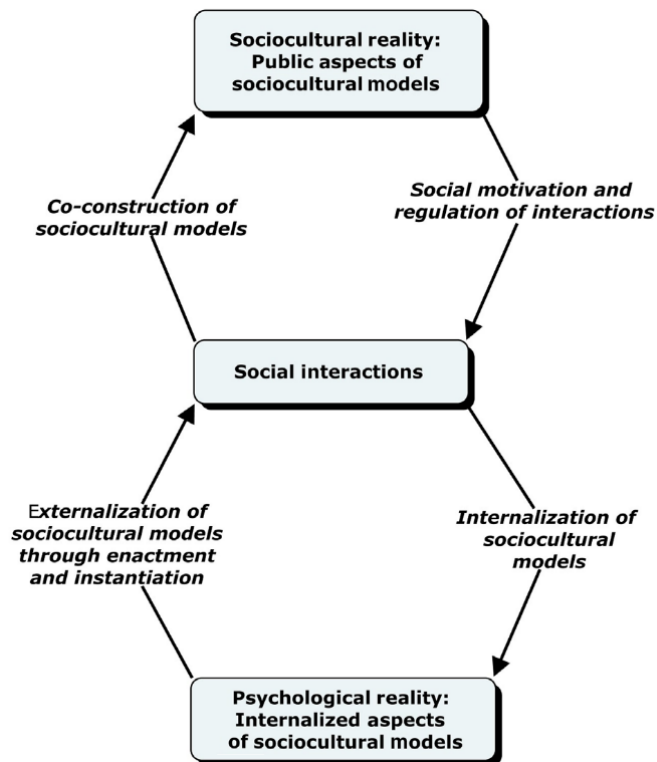 Sociocultural reality:
Public aspects of
sociocultural models
Co-construction of
sociocultural models
Social motivation and
regulation of interactions
Social interactions
Externalization of
sociocultural models
through enactment
and instantiation
Internalization of
sociocultural
models
Psychological reality:
Internalized aspects
of sociocultural models